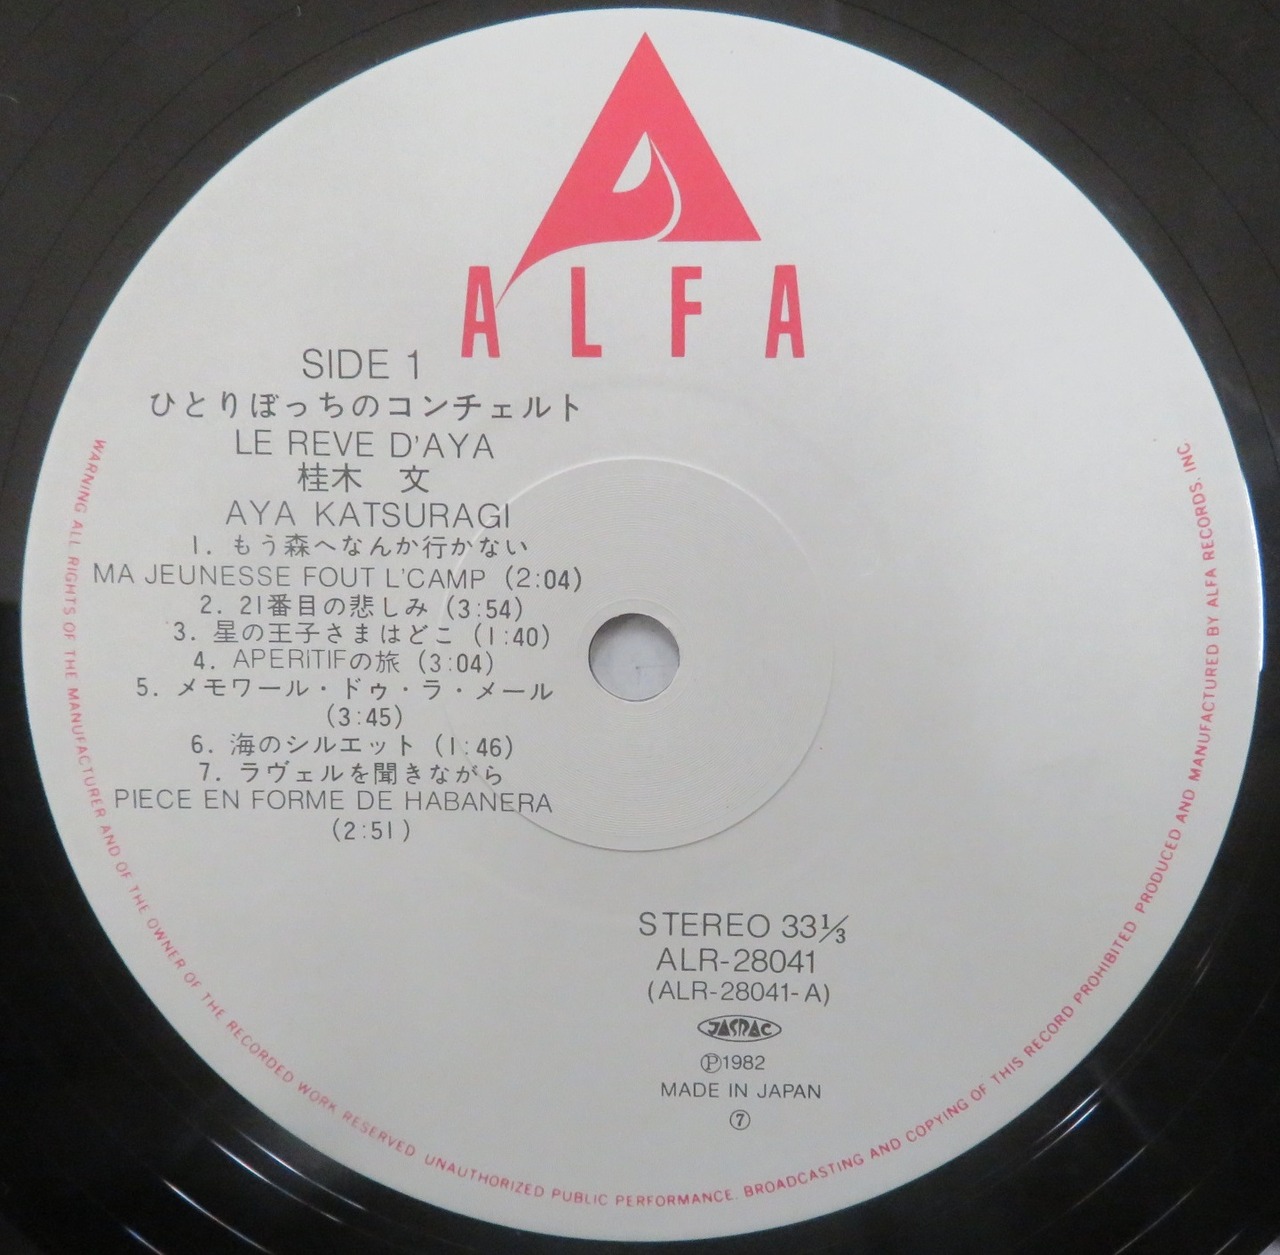 ALFA
SIDE 1
ひとりぼっちのコンチェルト
LE REVE D'AYA
桂木 文
AYA KATSURAGI
1. もう森へなんか行かない
MA JEUNESSE FOUT L'CAMP (2:04)
2. 21番目の悲しみ (3:54)
3. 星の王子さまはどこ (1:40)
4. APERITIFの旅 (3:04)
5. メモワール・ドゥ・ラ・メール
(3:45)
6. 海のシルエット (1:46)
7. ラヴェルを聞きながら
PIECE EN FORME DE HABANERA
(2:51)
STEREO 33⅓
ALR-28041
(ALR-28041-A)
JASRAC
Ⓟ1982
MADE IN JAPAN
⑦
WARNING ALL RIGHTS OF THE MANUFACTURER AND OF THE OWNER OF THE RECORDED WORK RESERVED UNAUTHORIZED PUBLIC PERFORMANCE. BROADCASTING AND COPYING OF THIS RECORD PROHIBITED PRODUCED AND MANUFACTURED BY ALFA RECORDS. INC.